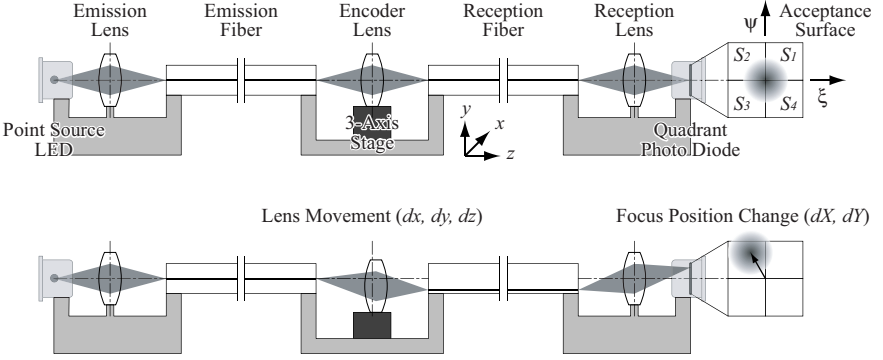 Emission
Lens
Emission
Fiber
Encoder
Lens
Reception
Fiber
Reception
Lens
Acceptance
Surface
ψ
S2
S1
S3
S4
ξ
Point Source
LED
3-Axis
Stage
y
x
z
Quadrant
Photo Diode
Lens Movement (dx, dy, dz)
Focus Position Change (dX, dY)